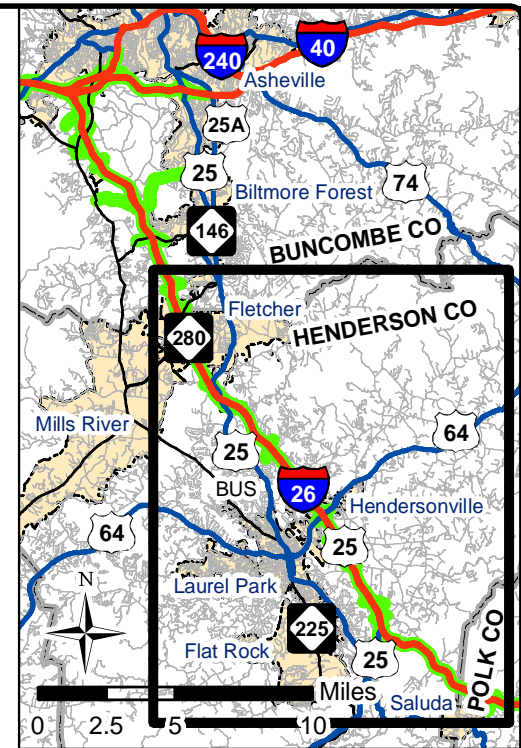 240
40
Asheville
25A
25
74
Biltmore Forest
146
BUNCOMBE CO
Fletcher
HENDERSON CO
280
Mills River
25
64
BUS
26
Hendersonville
64
25
N
Laurel Park
225
Flat Rock
25
POLK CO
Miles
Saluda
0 2.5 5 10